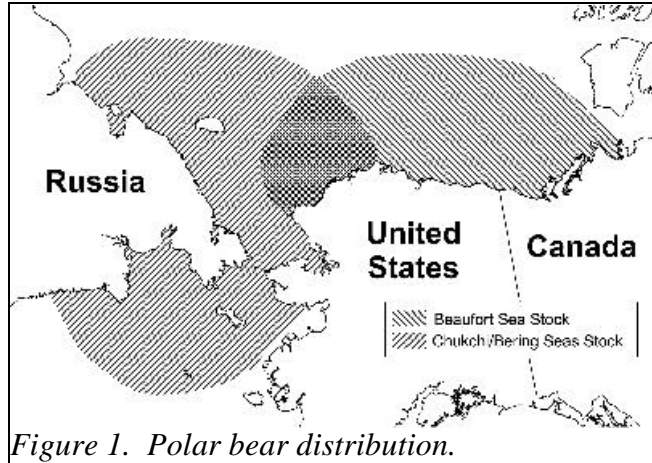 Russia
United
States
Canada
Beaufort Sea Stock
Chukchi/Bering Seas Stock
Figure 1. Polar bear distribution.